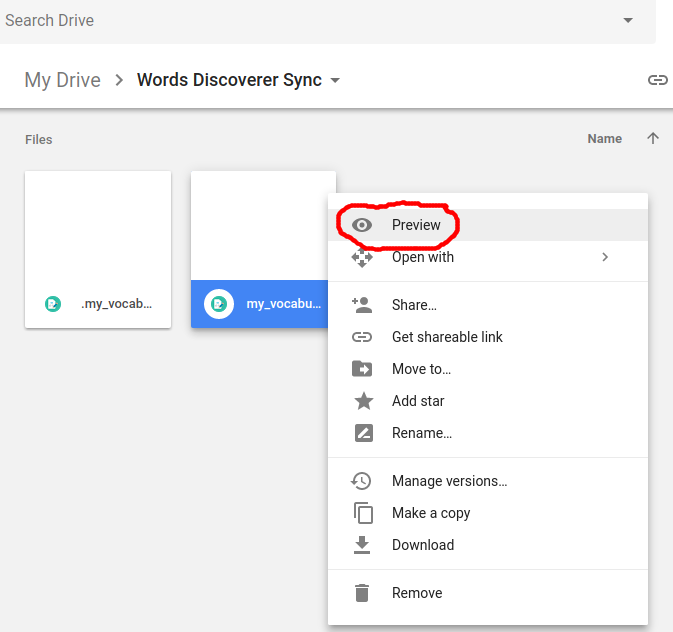 Search Drive
My Drive > Words Discoverer Sync
Files
Name
.my_vocab...
my_vocabu...
Preview
Open with
Share...
Get shareable link
Move to...
Add star
Rename...
Manage versions...
Make a copy
Download
Remove